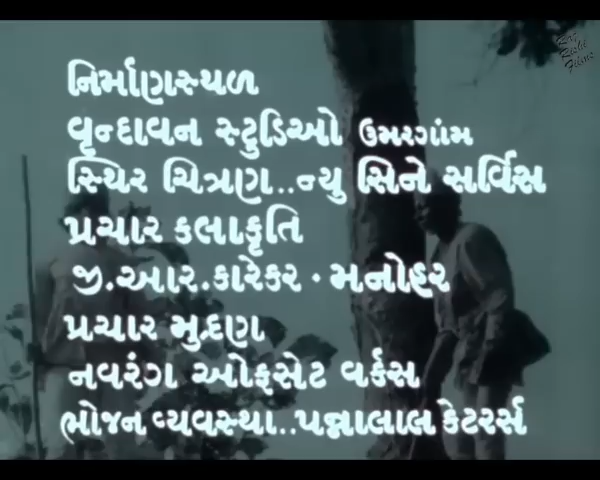 નિર્માણસ્થળ
વૃન્દાવન સ્ટુડિઓ ઉમરગાંમ
સ્થિર ચિત્રાણ..ન્યુ સિને સર્વિસ
પ્રચાર કલાકૃતિ
જી.આર.કારેકર · મનોહર
પ્રચાર મુદ્રણ
નવરંગ ઓફસેટ વર્કસ
ભોજન વ્યવસ્થા..પન્નાલાલ કેટરર્સ
Films